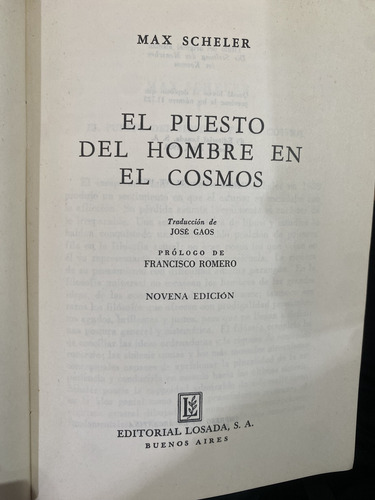 MAX SCHELER
EL PUESTO
DEL HOMBRE EN
EL COSMOS
Traducción de
JOSÉ GAOS
PRÓLOGO DE
FRANCISCO ROMERO
NOVENA EDICIÓN
EDITORIAL LOSADA, S. A.
BUENOS AIRES